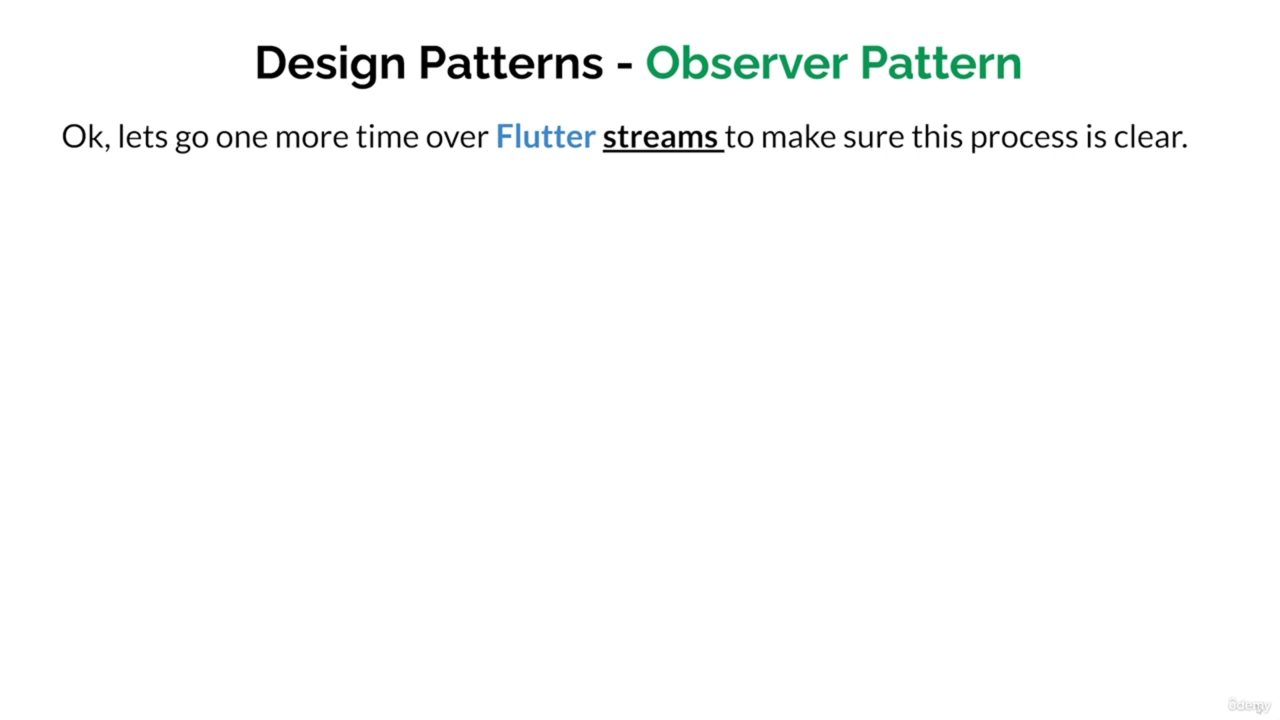 Design Patterns - Observer Pattern
Ok, lets go one more time over Flutter streams to make sure this process is clear.
ûdemy